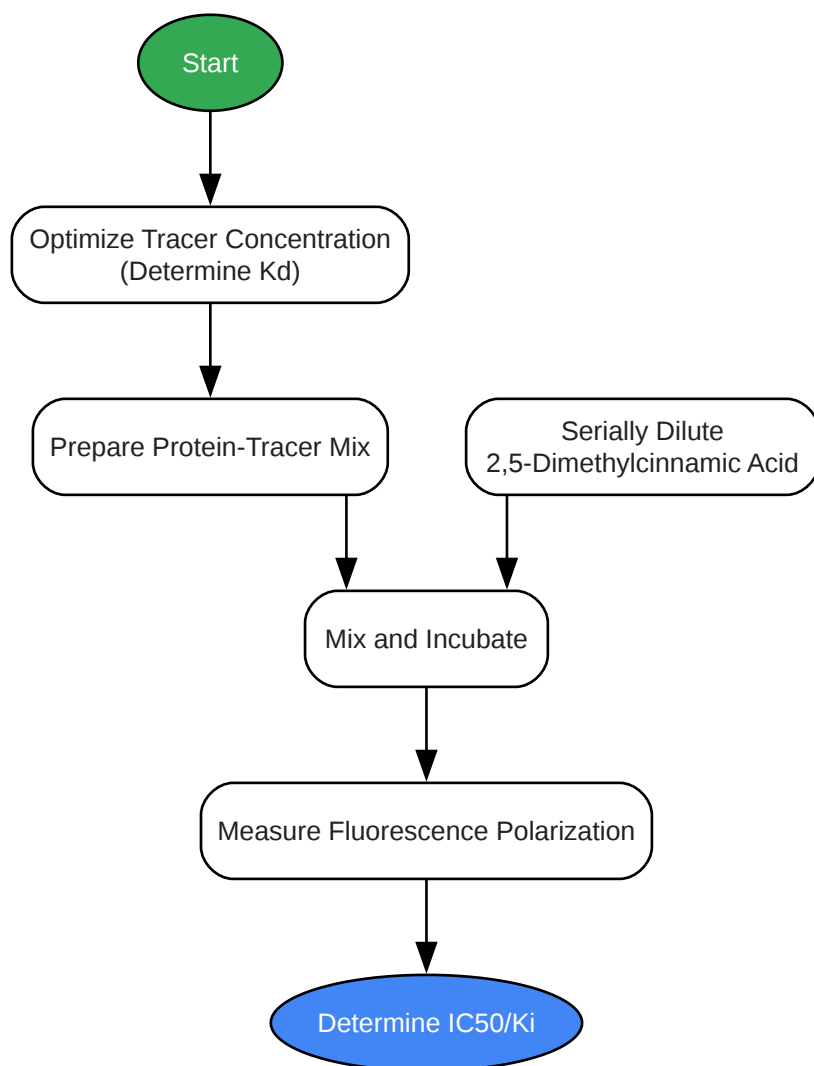 Start
Optimize Tracer Concentration
(Determine Kd)
Prepare Protein-Tracer Mix
Serially Dilute
2,5-Dimethylcinnamic Acid
Mix and Incubate
Measure Fluorescence Polarization
Determine IC50/Ki